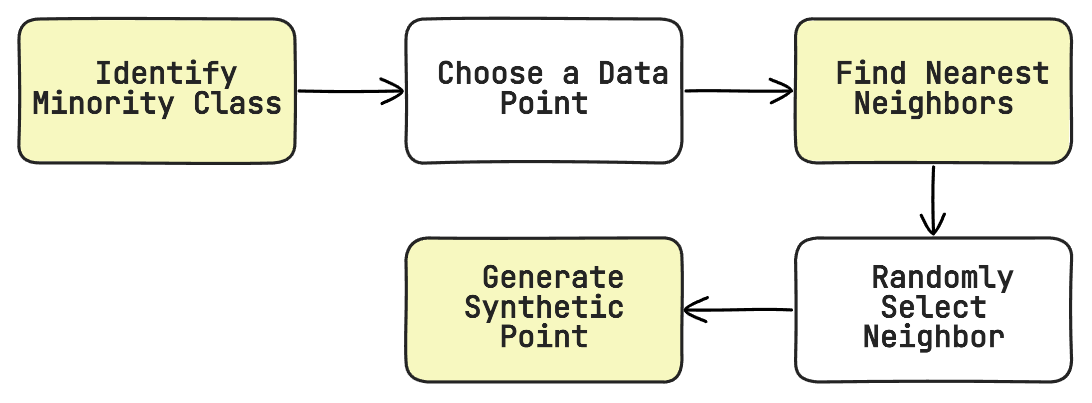 Identify
Minority Class
Choose a Data
Point
Find Nearest
Neighbors
Randomly
Select
Neighbor
Generate
Synthetic
Point